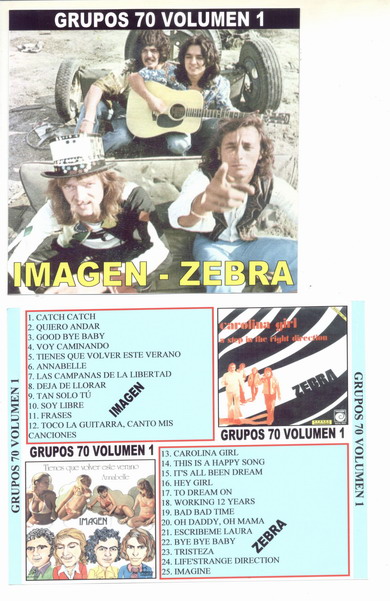 GRUPOS 70 VOLUMEN 1
IMAGEN - ZEBRA
GRUPOS 70 VOLUMEN 1
1. CATCH CATCH
2. QUIERO ANDAR
3. GOOD BYE BABY
4. VOY CAMINANDO
5. TIENES QUE VOLVER ESTE VERANO
6. ANNABELLE
7. LAS CAMPANAS DE LA LIBERTAD
8. DEJA DE LLORAR
9. TAN SOLO TÚ
10. SOY LIBRE
11. FRASES
12. TOCO LA GUITARRA, CANTO MIS
CANCIONES
IMAGEN
carolina girl
a step in the right direction
ZEBRA
GRUPOS 70 VOLUMEN 1
GRUPOS 70 VOLUMEN 1
GRUPOS 70 VOLUMEN 1
Tienes que volver este verano
Annabelle
IMAGEN
13. CAROLINA GIRL
14. THIS IS A HAPPY SONG
15. IT'S ALL BEEN DREAM
16. HEY GIRL
17. TO DREAM ON
18. WORKING 12 YEARS
19. BAD BAD TIME
20. OH DADDY, OH MAMA
21. ESCRIBEME LAURA
22. BYE BYE BABY
23. TRISTEZA
24. LIFE'STRANGE DIRECTION
25. IMAGINE
ZEBRA